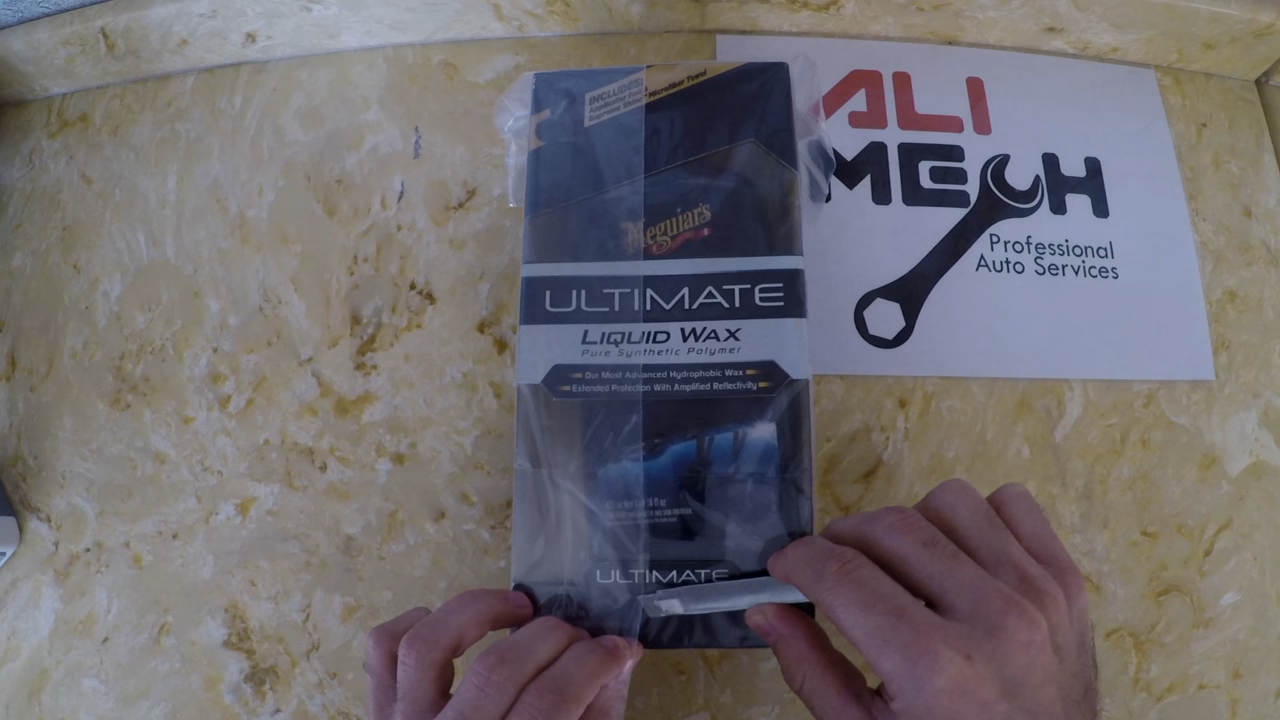 INCLUDES:
Microfiber Towel
Meguiar's
ULTIMATE
LIQUID WAX
Pure Synthetic Polymer
Our Most Advanced Hydrophobic Wax
Extended Protection With Amplified Reflectivity
ULTIMATE
ALI
MECH
Professional
Auto Services